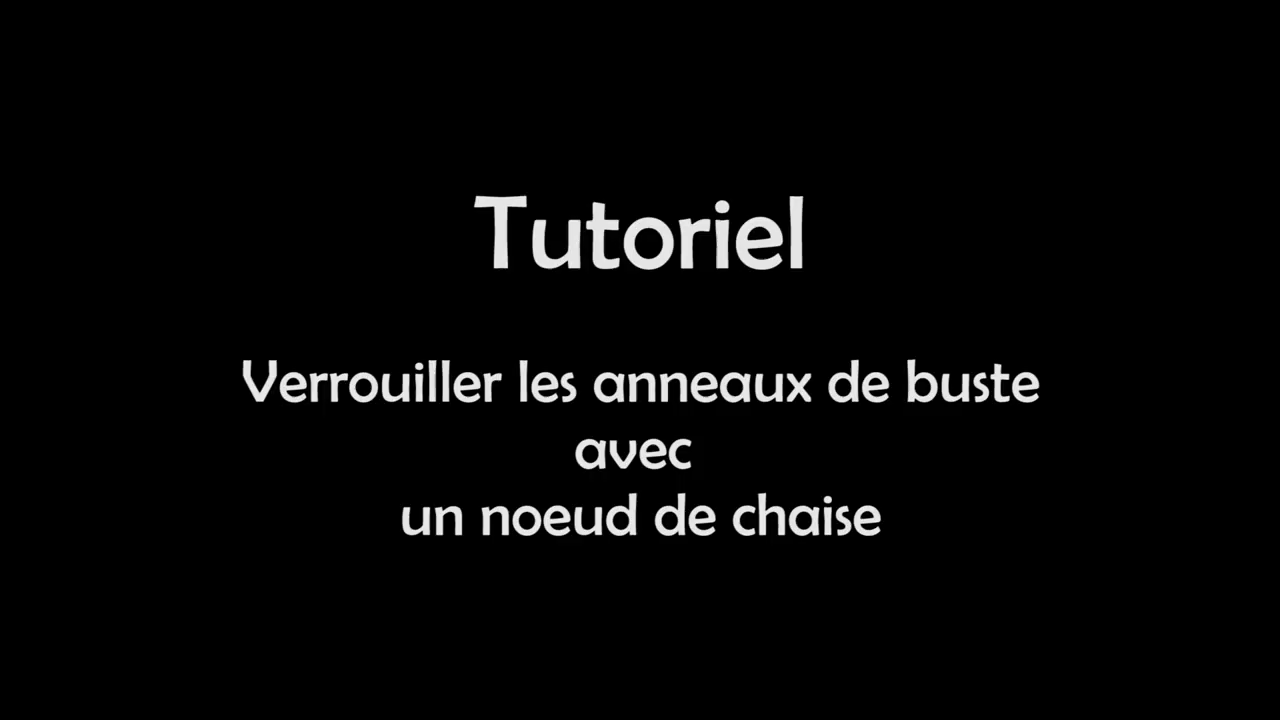 Tutoriel
Verrouiller les anneaux de buste
avec
un noeud de chaise